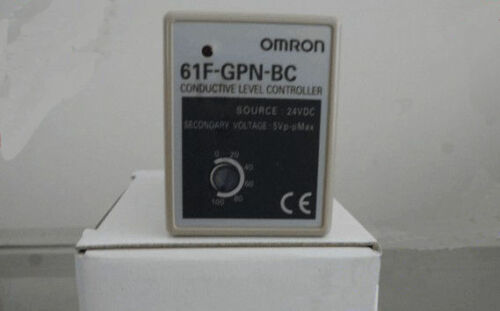 OMRON
61F-GPN-BC
CONDUCTIVE LEVEL CONTROLLER
SOURCE : 24VDC
SECONDARY VOLTAGE : 5Vp-pMax
0 20
40
60
100 80
CE